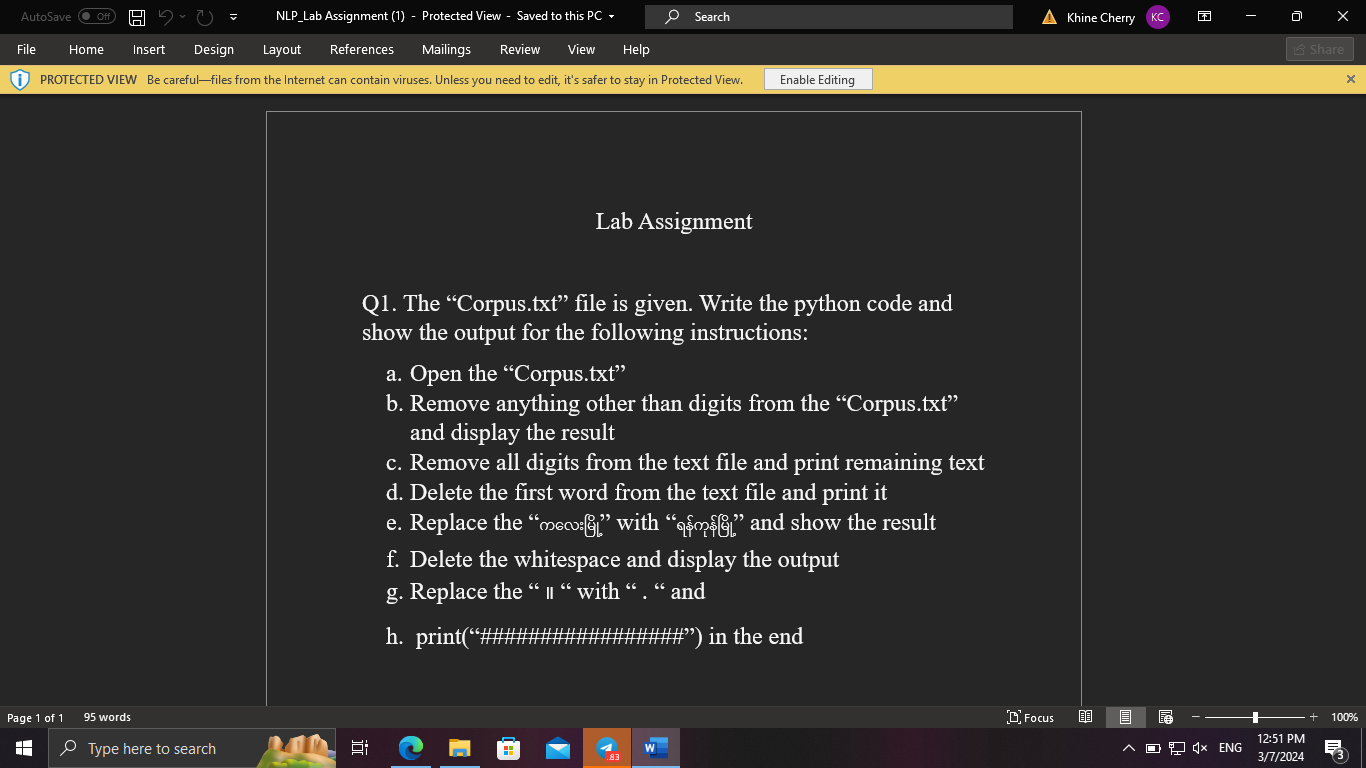 AutoSave Off NLP_Lab Assignment (1) - Protected View - Saved to this PC Search Khine Cherry KC
File Home Insert Design Layout References Mailings Review View Help Share
PROTECTED VIEW Be careful—files from the Internet can contain viruses. Unless you need to edit, it's safer to stay in Protected View. Enable Editing
Lab Assignment
Q1. The “Corpus.txt” file is given. Write the python code and
show the output for the following instructions:
a. Open the “Corpus.txt”
b. Remove anything other than digits from the “Corpus.txt”
and display the result
c. Remove all digits from the text file and print remaining text
d. Delete the first word from the text file and print it
e. Replace the “ကလေးမြို့” with “ရန်ကုန်မြို့” and show the result
f. Delete the whitespace and display the output
g. Replace the “ ။ “ with “ . “ and
h. print(“#################”) in the end
Page 1 of 1 95 words Focus 100%
Type here to search .83 ENG 12:51 PM
3/7/2024 3